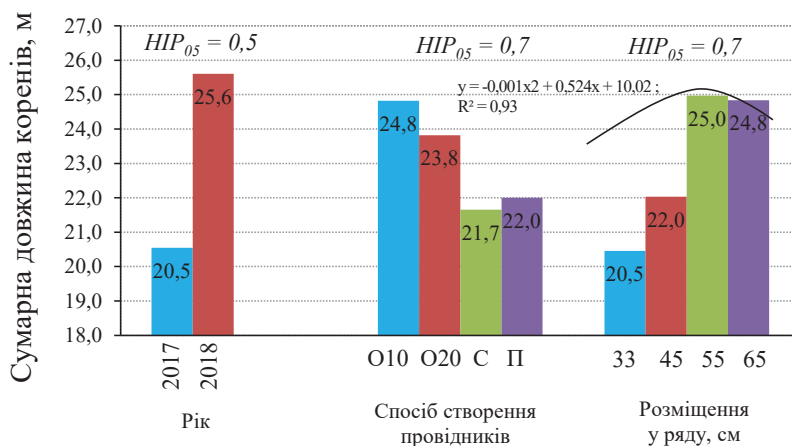 Сумарна довжина коренів, м
27,0
26,0
25,0
24,0
23,0
22,0
21,0
20,0
19,0
18,0
HIP05 = 0,5
HIP05 = 0,7
HIP05 = 0,7
y = -0,001x2 + 0,524x + 10,02 ;
R² = 0,93
20,5
25,6
24,8
23,8
21,7
22,0
20,5
22,0
25,0
24,8
2017
2018
О10 О20 С П
33 45 55 65
Рік
Спосіб створення
провідників
Розміщення
у ряду, см